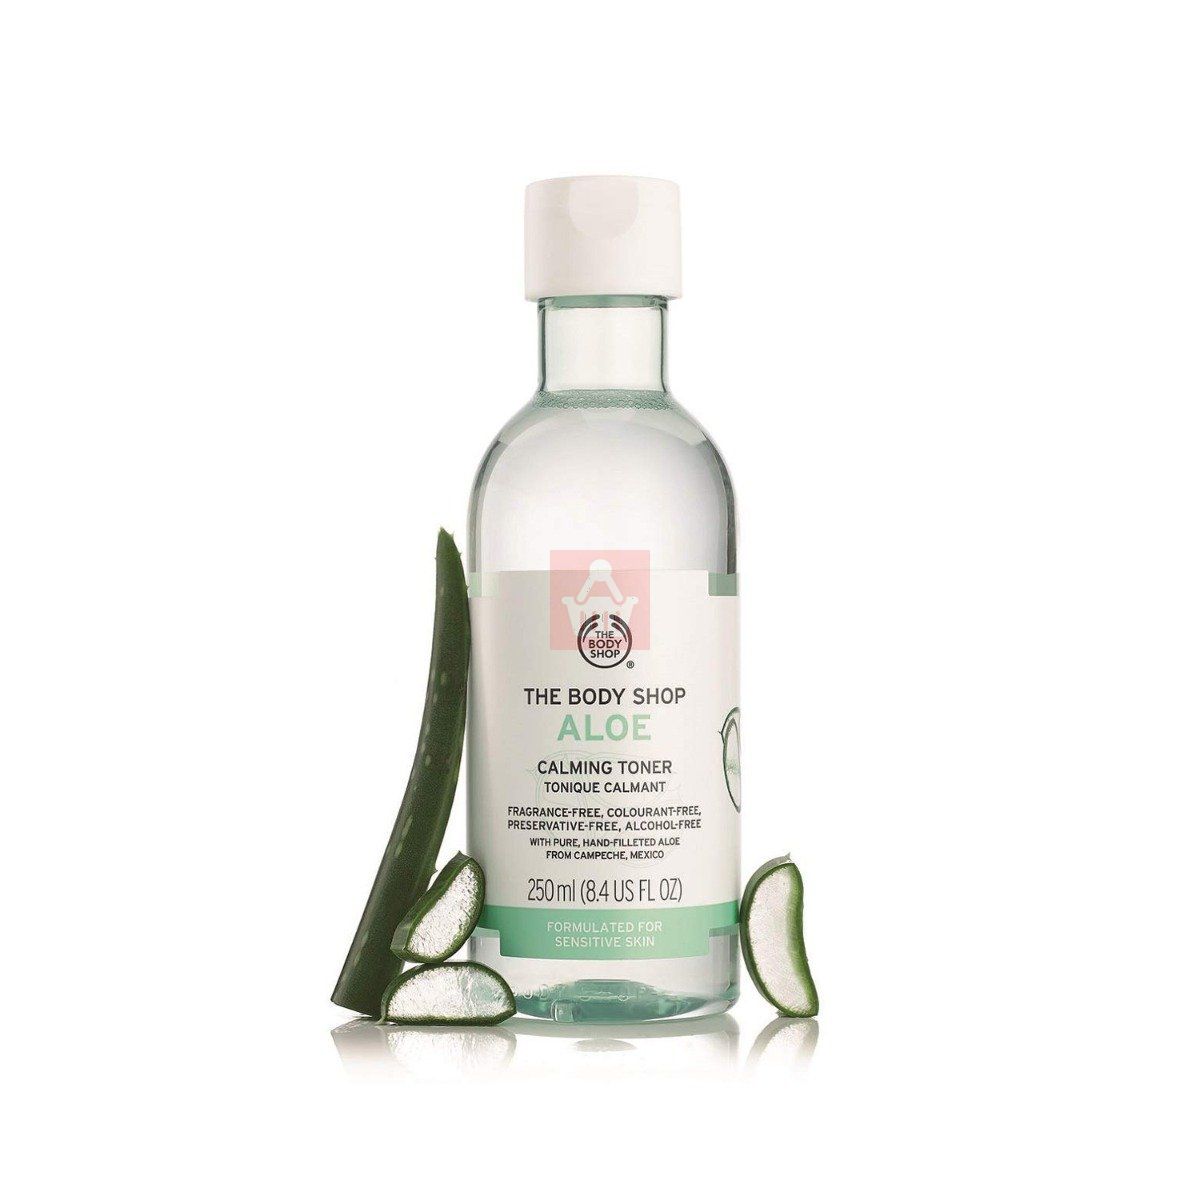 THE
BODY
SHOP
®
THE BODY SHOP
ALOE
CALMING TONER
TONIQUE CALMANT
FRAGRANCE-FREE, COLOURANT-FREE,
PRESERVATIVE-FREE, ALCOHOL-FREE
WITH PURE, HAND-FILLETED ALOE
FROM CAMPECHE, MEXICO
250 ml (8.4 US FL OZ)
FORMULATED FOR
SENSITIVE SKIN